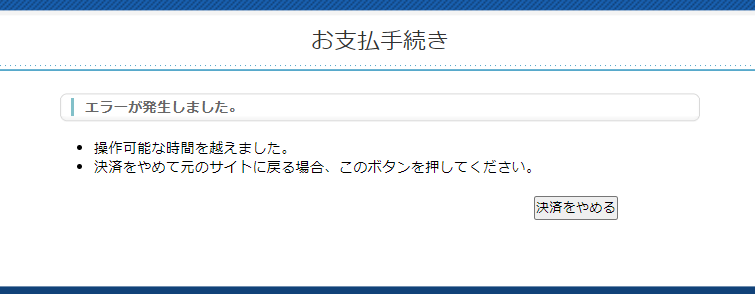 お支払手続き
エラーが発生しました。
操作可能な時間を越えました。
決済をやめて元のサイトに戻る場合、このボタンを押してください。
決済をやめる